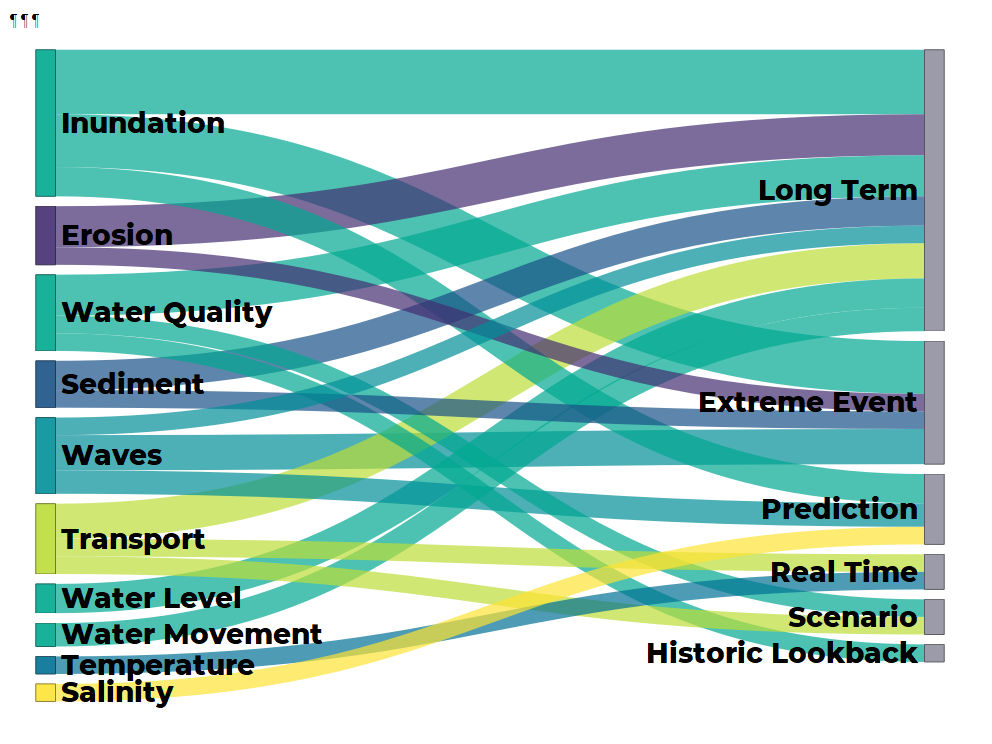 ¶¶¶
Inundation
Erosion
Water Quality
Sediment
Waves
Transport
Water Level
Water Movement
Temperature
Salinity
Long Term
Extreme Event
Prediction
Real Time
Scenario
Historic Lookback